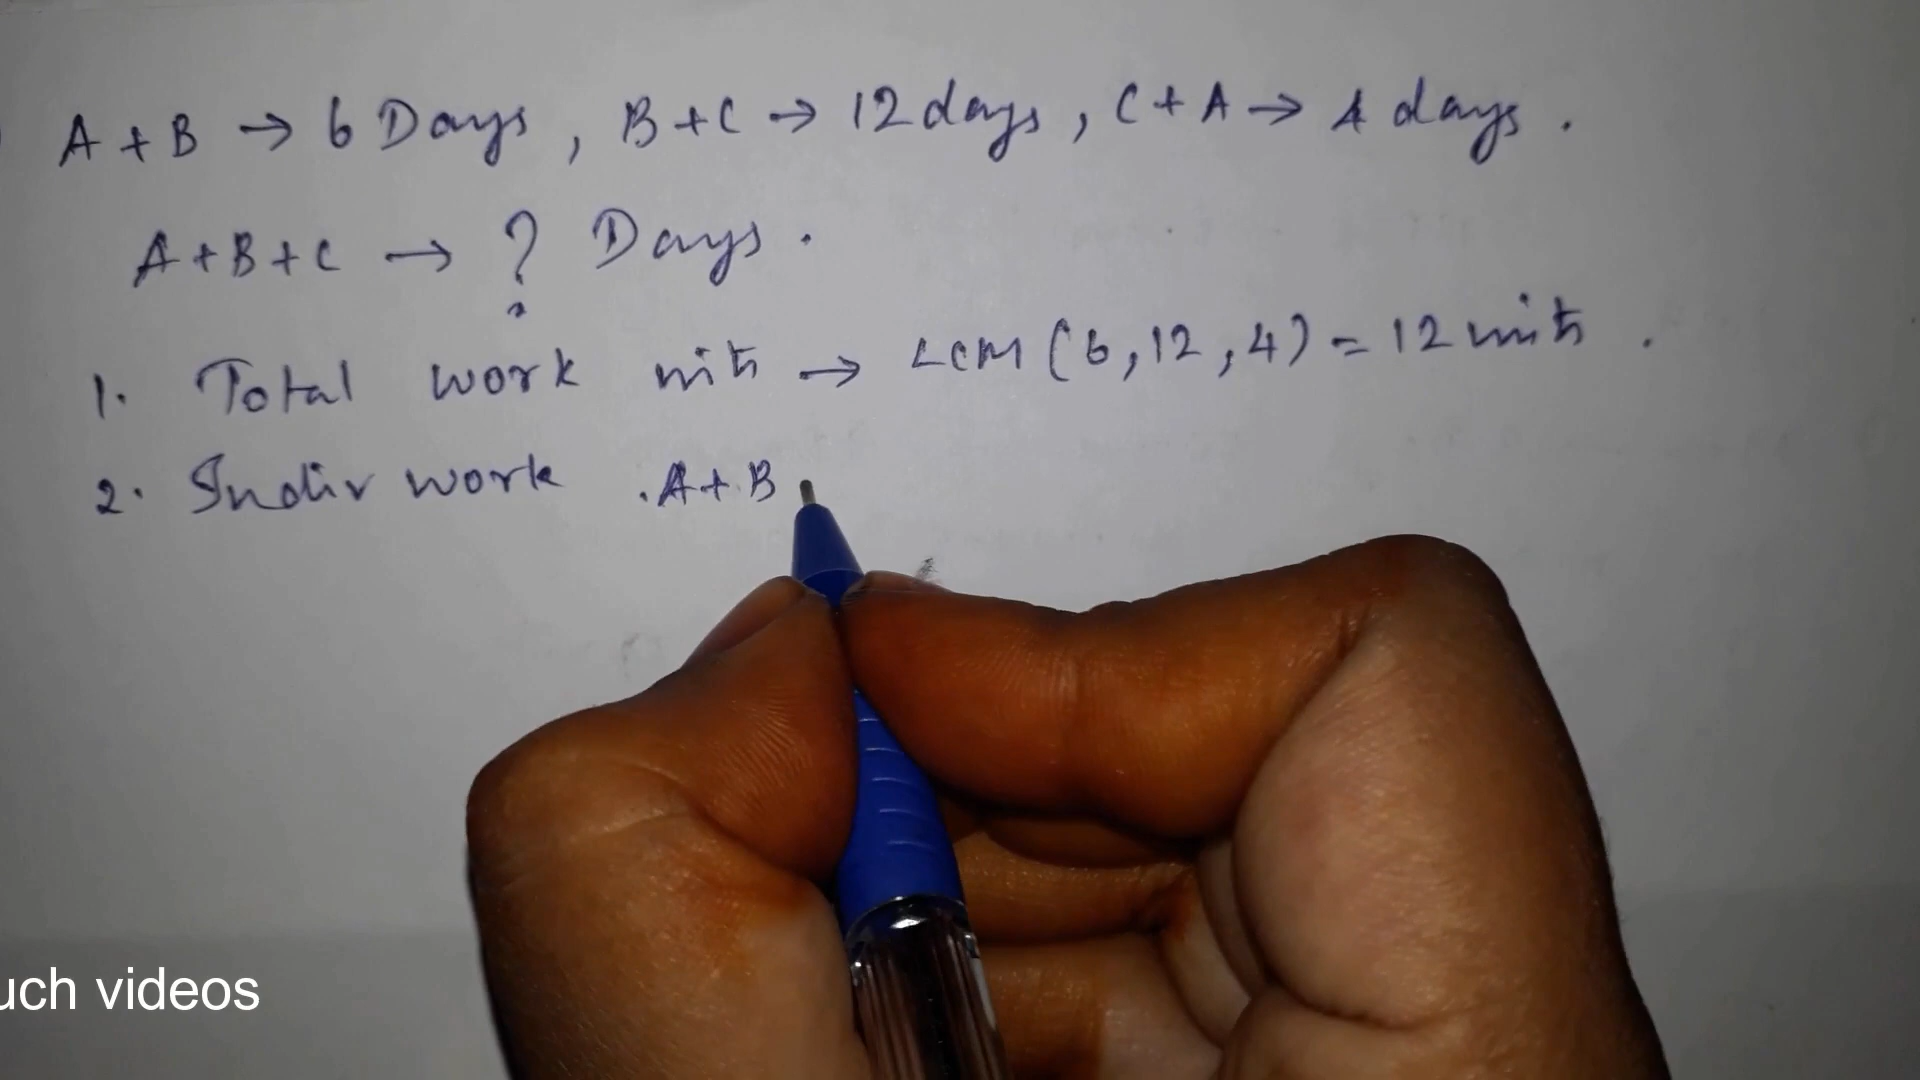 A + B → 6 Days, B + C → 12 days, C + A → 4 days.
A + B + C → ? Days.
1. Total work units → LCM (6, 12, 4) = 12 units.
2. Indiv work . A + B
uch videos